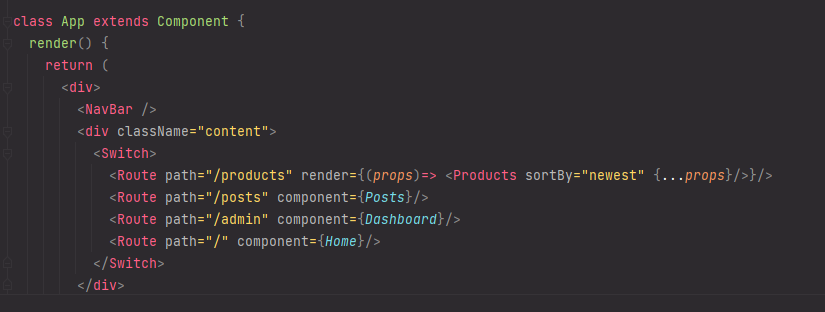 class App extends Component {
render() {
return (
<div>
<NavBar />
<div className="content">
<Switch>
<Route path="/products" render={(props)=> <Products sortBy="newest" {...props}/>}/>
<Route path="/posts" component={Posts}/>
<Route path="/admin" component={Dashboard}/>
<Route path="/" component={Home}/>
</Switch>
</div>